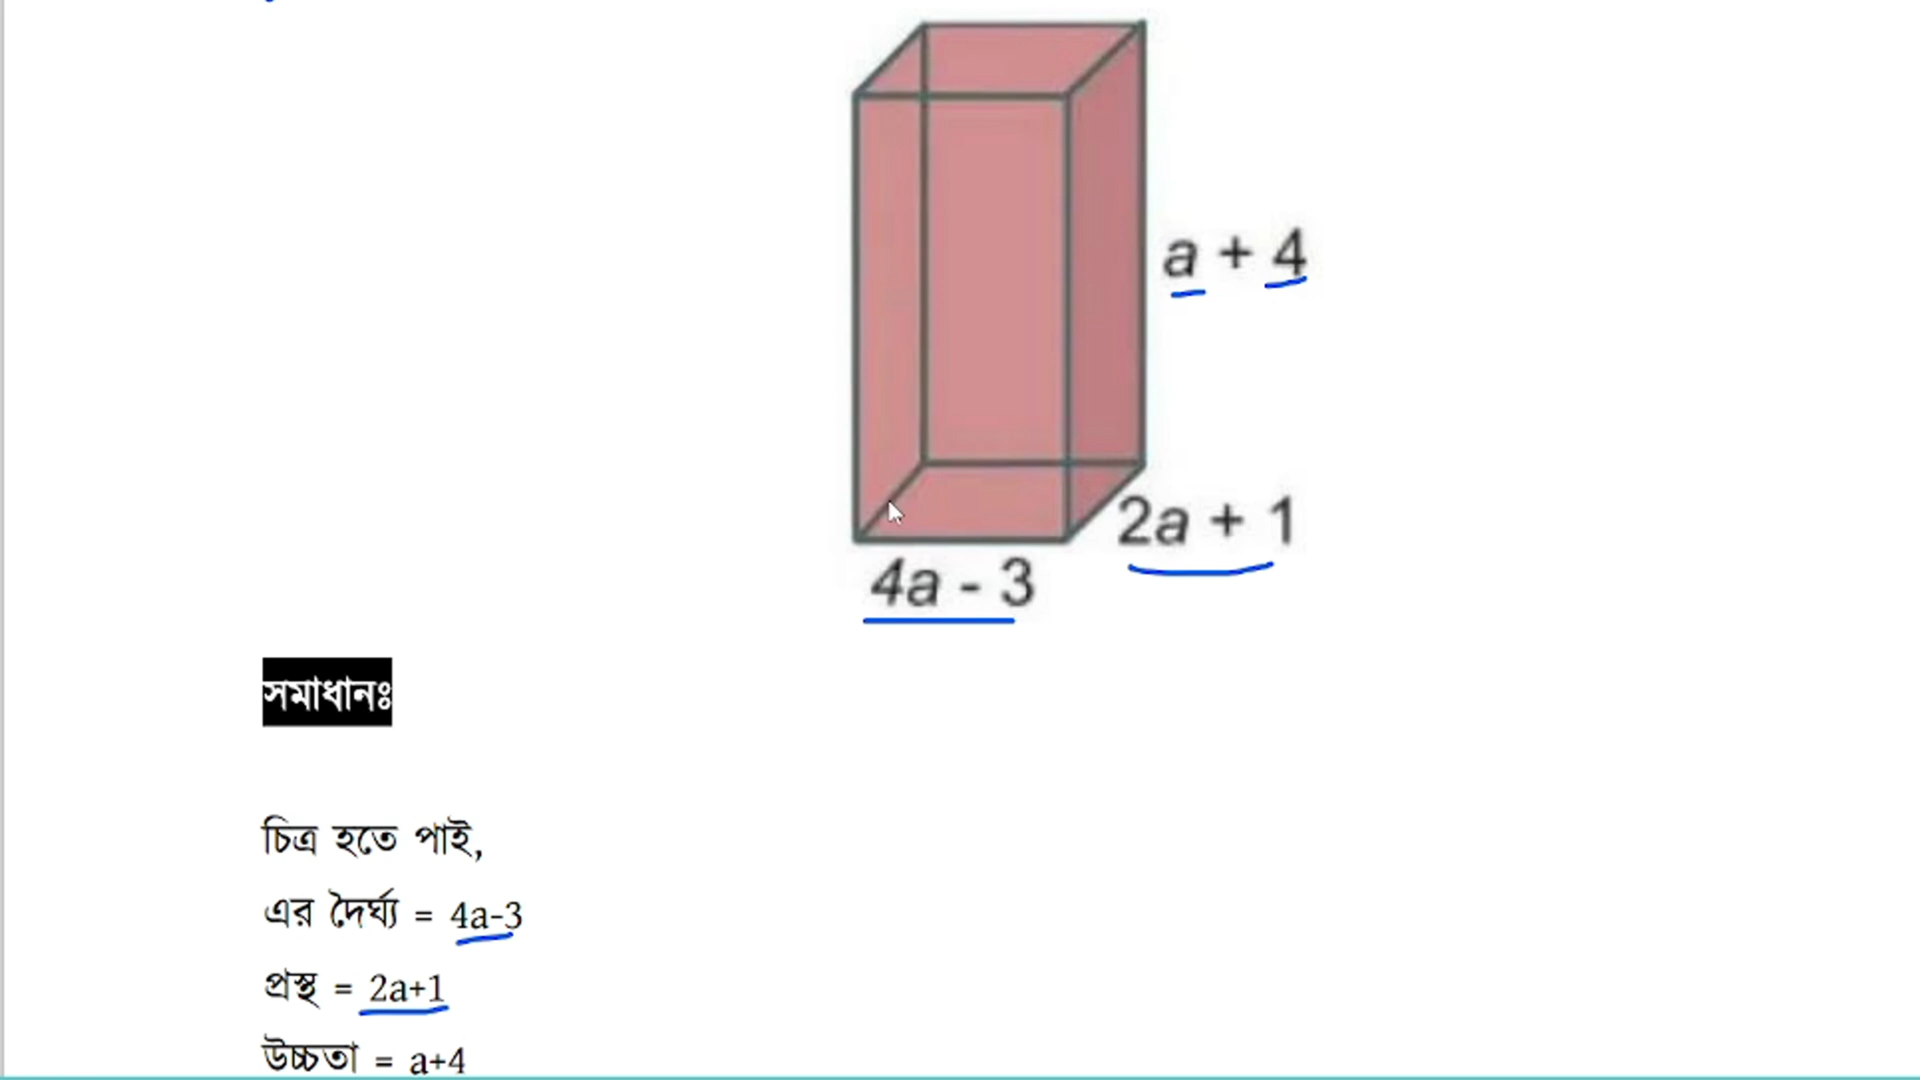 a + 4
2a + 1
4a - 3
সমাধানঃ
চিত্র হতে পাই,
এর দৈর্ঘ্য = 4a-3
প্রস্থ = 2a+1
উচ্চতা = a+4